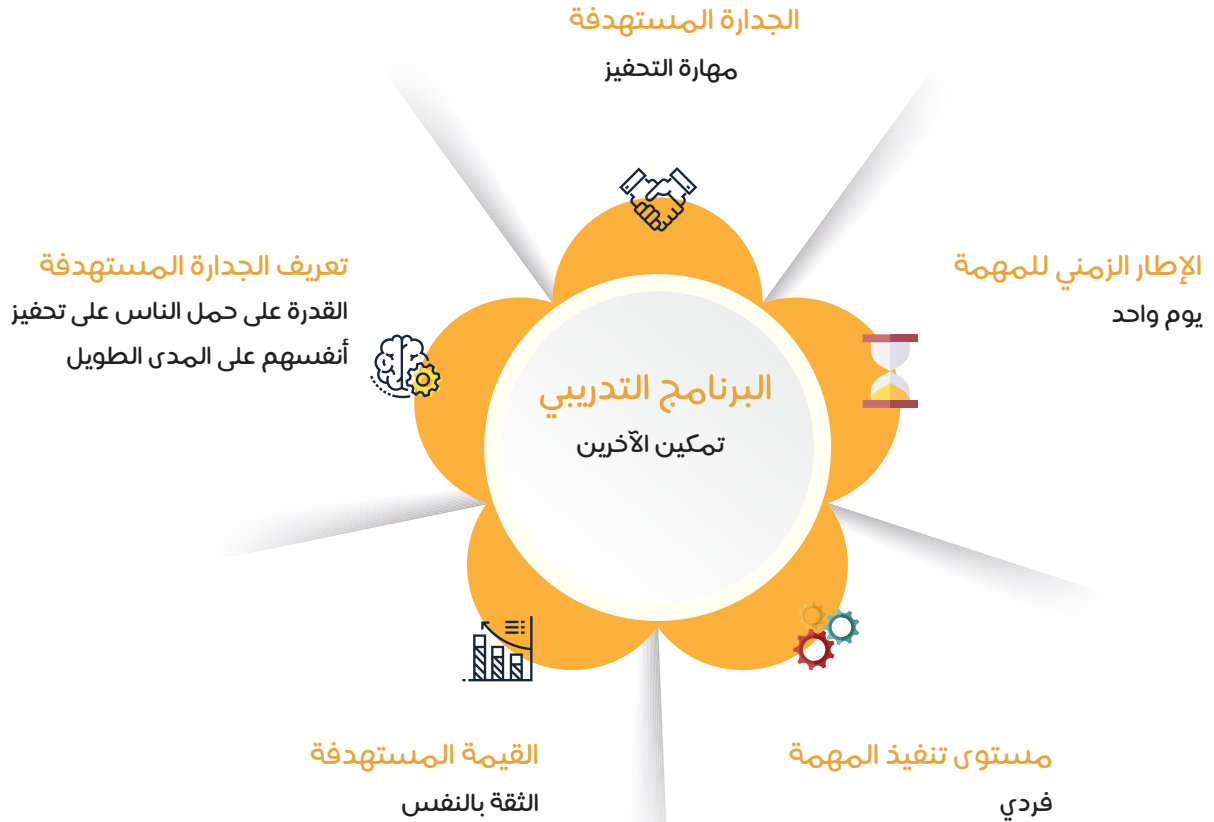 الجدارة المستهدفة
مهارة التحفيز
الإطار الزمني للمهمة
يوم واحد
تعريف الجدارة المستهدفة
القدرة على حمل الناس على تحفيز
أنفسهم على المدى الطويل
البرنامج التدريبي
تمكين الآخرين
مستوى تنفيذ المهمة
فردي
القيمة المستهدفة
الثقة بالنفس